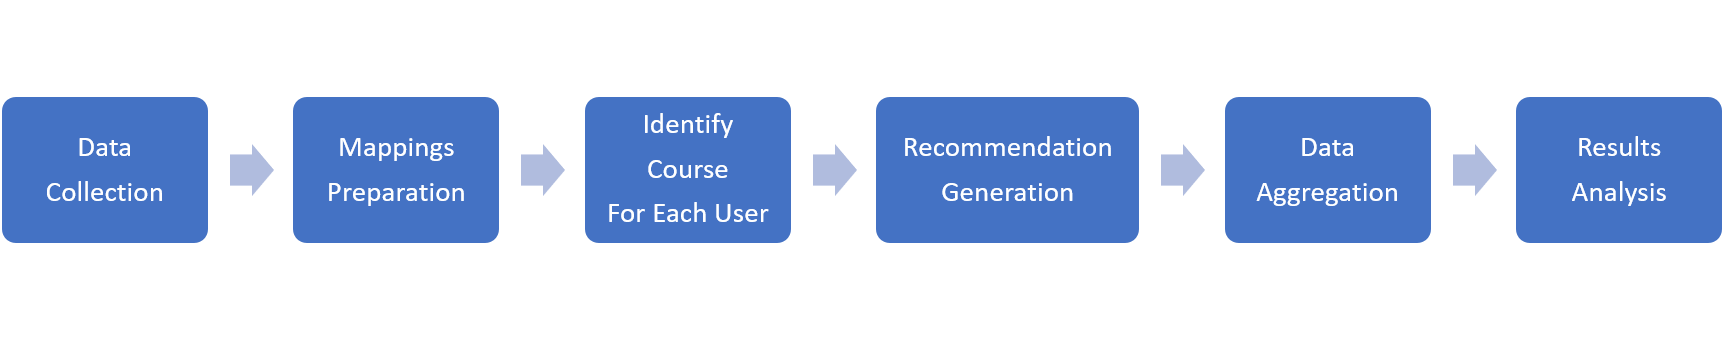 Data
Collection
Mappings
Preparation
Identify
Course
For Each User
Recommendation
Generation
Data
Aggregation
Results
Analysis